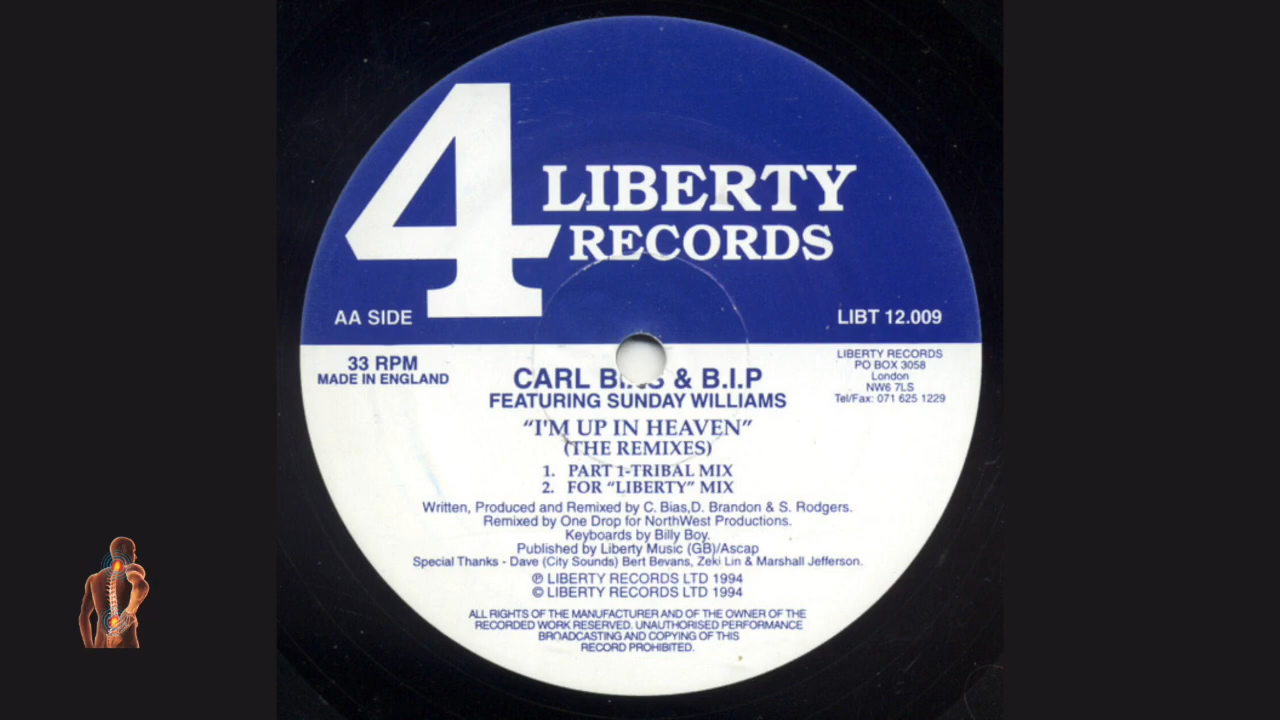 4 LIBERTY
RECORDS
AA SIDE
LIBT 12.009
33 RPM
MADE IN ENGLAND
LIBERTY RECORDS
PO BOX 3058
London
NW6 7LS
Tel/Fax: 071 625 1229
CARL BIAS & B.I.P
FEATURING SUNDAY WILLIAMS
“I'M UP IN HEAVEN”
(THE REMIXES)
1. PART 1-TRIBAL MIX
2. FOR “LIBERTY” MIX
Written, Produced and Remixed by C. Bias,D. Brandon & S. Rodgers.
Remixed by One Drop for NorthWest Productions.
Keyboards by Billy Boy.
Published by Liberty Music (GB)/Ascap
Special Thanks - Dave (City Sounds) Bert Bevans, Zeki Lin & Marshall Jefferson.
℗ LIBERTY RECORDS LTD 1994
© LIBERTY RECORDS LTD 1994
ALL RIGHTS OF THE MANUFACTURER AND OF THE OWNER OF THE
RECORDED WORK RESERVED. UNAUTHORISED PERFORMANCE
BROADCASTING AND COPYING OF THIS
RECORD PROHIBITED.